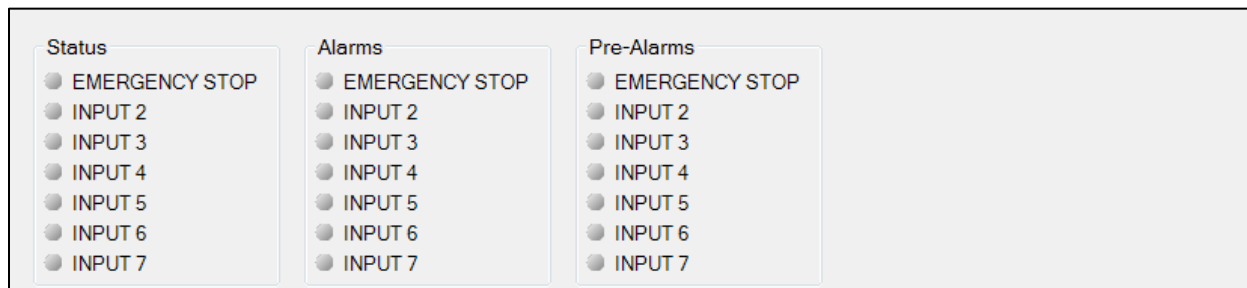 Status
EMERGENCY STOP
INPUT 2
INPUT 3
INPUT 4
INPUT 5
INPUT 6
INPUT 7
Alarms
EMERGENCY STOP
INPUT 2
INPUT 3
INPUT 4
INPUT 5
INPUT 6
INPUT 7
Pre-Alarms
EMERGENCY STOP
INPUT 2
INPUT 3
INPUT 4
INPUT 5
INPUT 6
INPUT 7